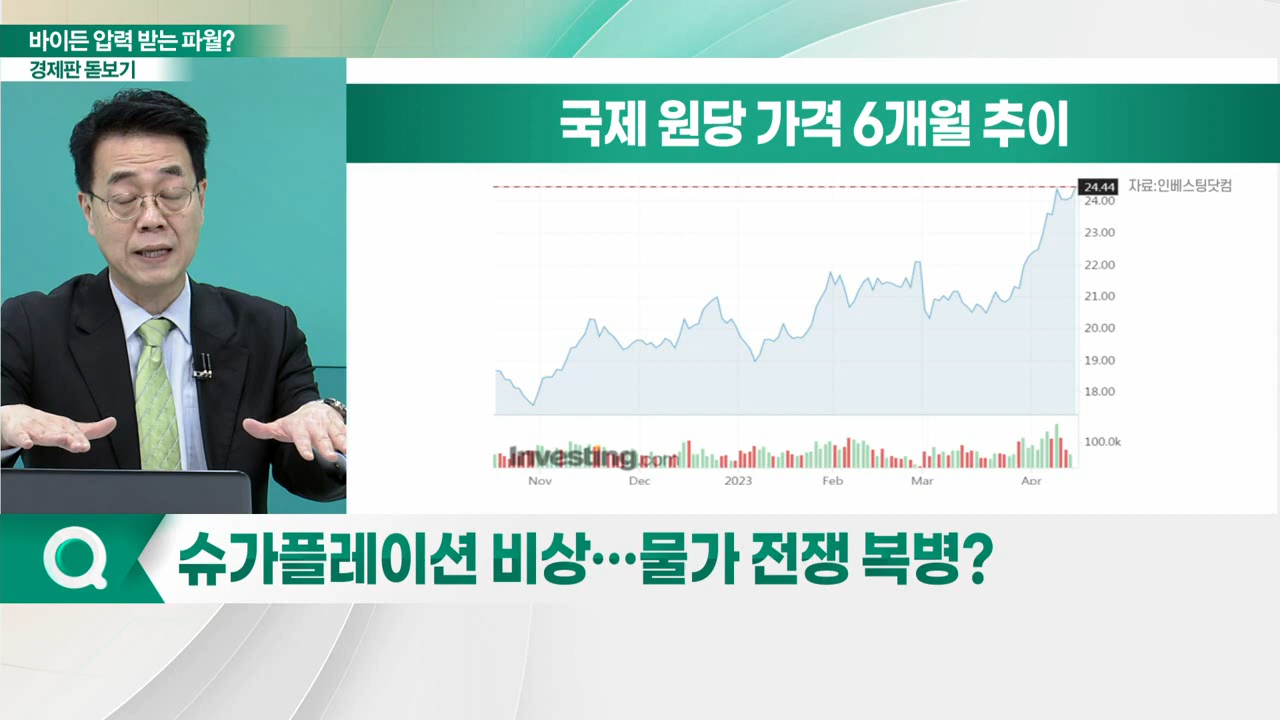 바이든 압력 받는 파월?
경제판 돋보기
국제 원당 가격 6개월 추이
자료:인베스팅닷컴
24.44
24.00
23.00
22.00
21.00
20.00
19.00
18.00
100.0k
Investing.com
Nov Dec 2023 Feb Mar Apr
슈가플레이션 비상…물가 전쟁 복병?